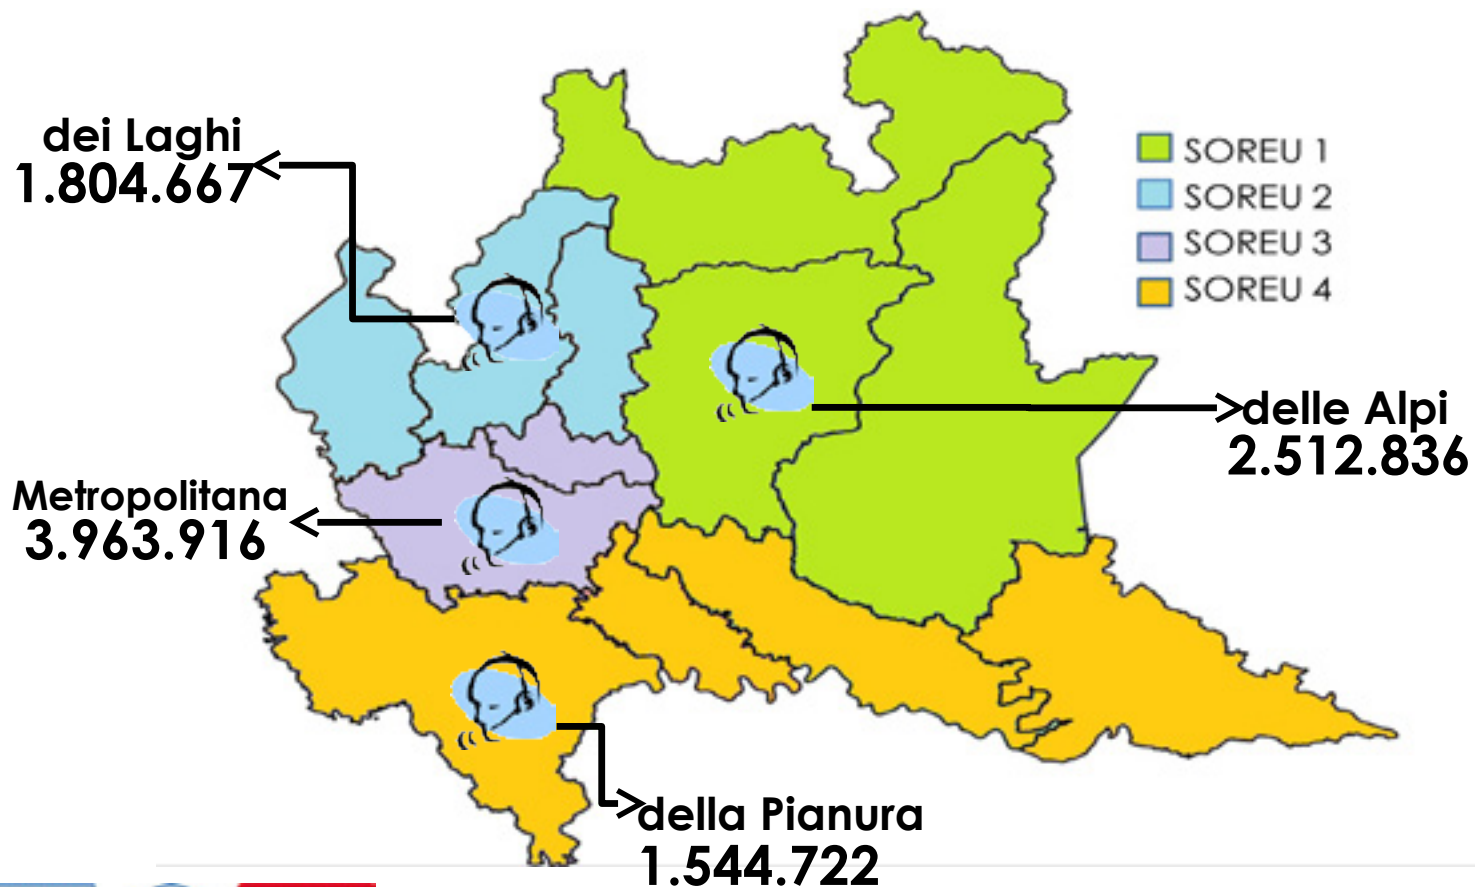 dei Laghi
1.804.667
SOREU 1
SOREU 2
SOREU 3
SOREU 4
delle Alpi
2.512.836
Metropolitana
3.963.916
della Pianura
1.544.722